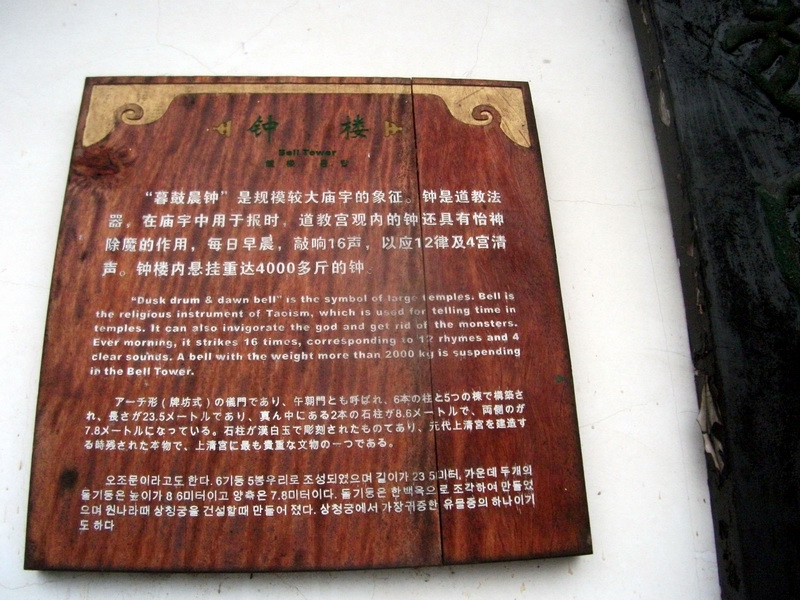 钟 楼
Bell Tower
“暮鼓晨钟”是规模较大庙宇的象征。钟是道教法
器，在庙宇中用于报时，道教宫观内的钟还具有怡神
除魔的作用，每日早晨，敲响16声，以应12律及4宫清
声。钟楼内悬挂重达4000多斤的钟。
“Dusk drum & dawn bell” is the symbol of large temples. Bell is
the religious instrument of Taoism, which is used for telling time in
temples. It can also invigorate the god and get rid of the monsters.
Ever morning, it strikes 16 times, corresponding to 12 rhymes and 4
clear sounds. A bell with the weight more than 2000 kg is suspending
in the Bell Tower.
アーチ形（牌坊式）の儀門であり、午朝門とも呼ばれ、6本の柱と5つの棟で構築さ
れ、長さが23.5メートルであり、真ん中にある2本の石柱が8.6メートルで、両側のが
7.8メートルになっている。石柱が漢白玉で彫刻されたものであり、元代上清宮を建造す
る時残された本物で、上清宮に最も貴重な文物の一つである。
오조문이라고도 한다. 6기둥 5봉우리로 조성되었으며 길이가 23.5미터, 가운데 두개의
돌기둥은 높이가 8.6미터이고 양측은 7.8미터이다. 돌기둥은 한백옥으로 조각하여 만들었
으며 원나라때 상청궁을 건설할때 만들어 졌다. 상청궁에서 가장귀중한 유물중의 하나이기
도 하다